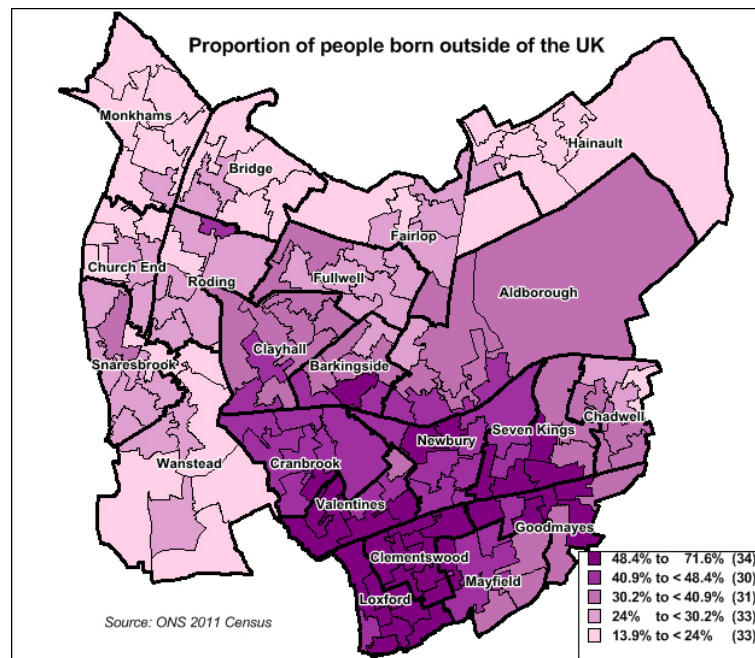 Proportion of people born outside of the UK
Monkhams
Hainault
Bridge
Fairlop
Church End
Roding
Fullwell
Aldborough
Clayhall
Snaresbrook
Barkingside
Chadwell
Seven Kings
Newbury
Wanstead
Cranbrook
Valentines
Goodmayes
Clementswood
Mayfield
Loxford
48.4% to 71.6% (34)
40.9% to < 48.4% (30)
30.2% to < 40.9% (31)
24% to < 30.2% (33)
13.9% to < 24% (33)
Source: ONS 2011 Census